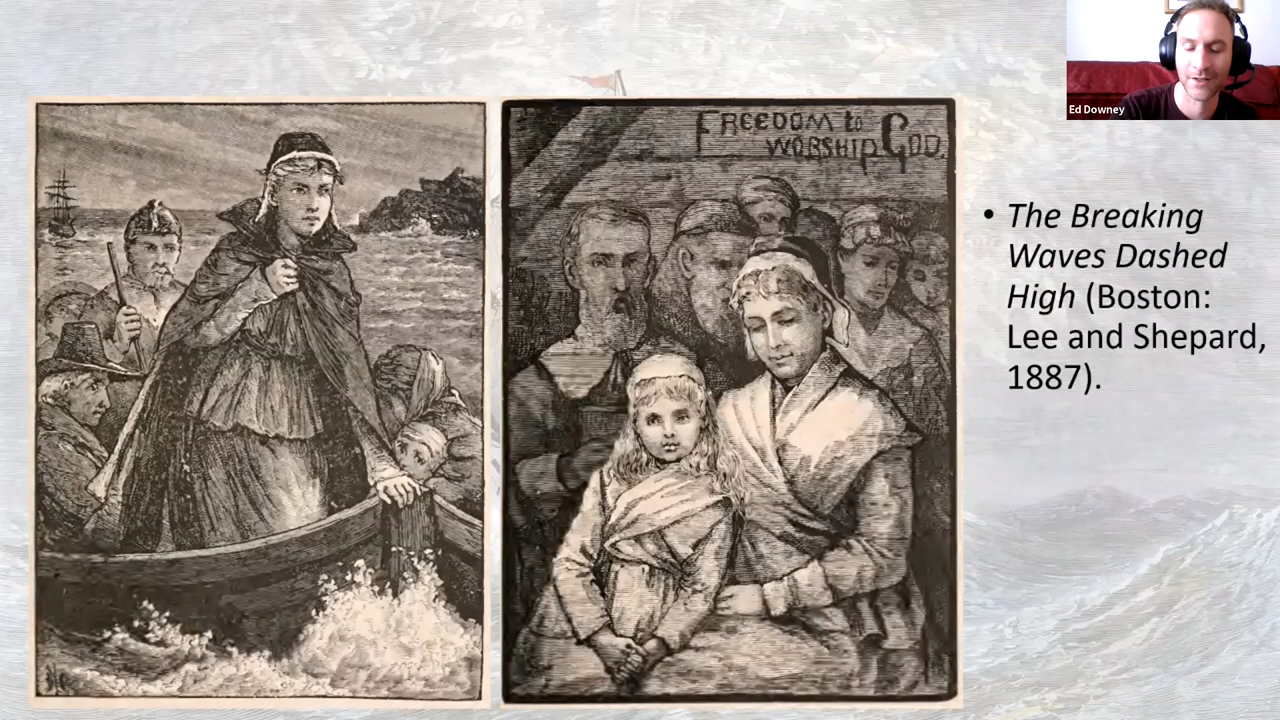 FREEDOM to
WORSHIP GOD.
• The Breaking
Waves Dashed
High (Boston:
Lee and Shepard,
1887).
Ed Downey